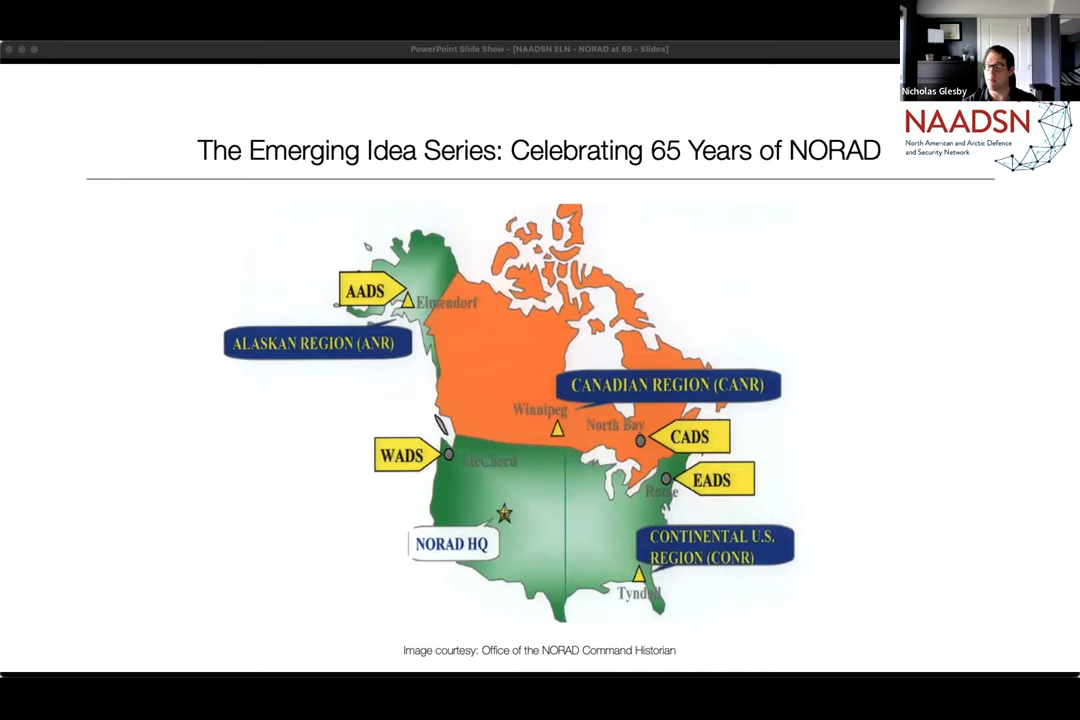 PowerPoint Slide Show - [NAADSN ELN - NORAD at 65 - Slides]
Nicholas Glesby
NAADSN
North American and Arctic Defence
and Security Network
The Emerging Idea Series: Celebrating 65 Years of NORAD
AADS
Elmendorf
ALASKAN REGION (ANR)
CANADIAN REGION (CANR)
Winnipeg
North Bay
CADS
WADS
McChord
EADS
Rome
NORAD HQ
CONTINENTAL U.S.
REGION (CONR)
Tyndall
Image courtesy: Office of the NORAD Command Historian